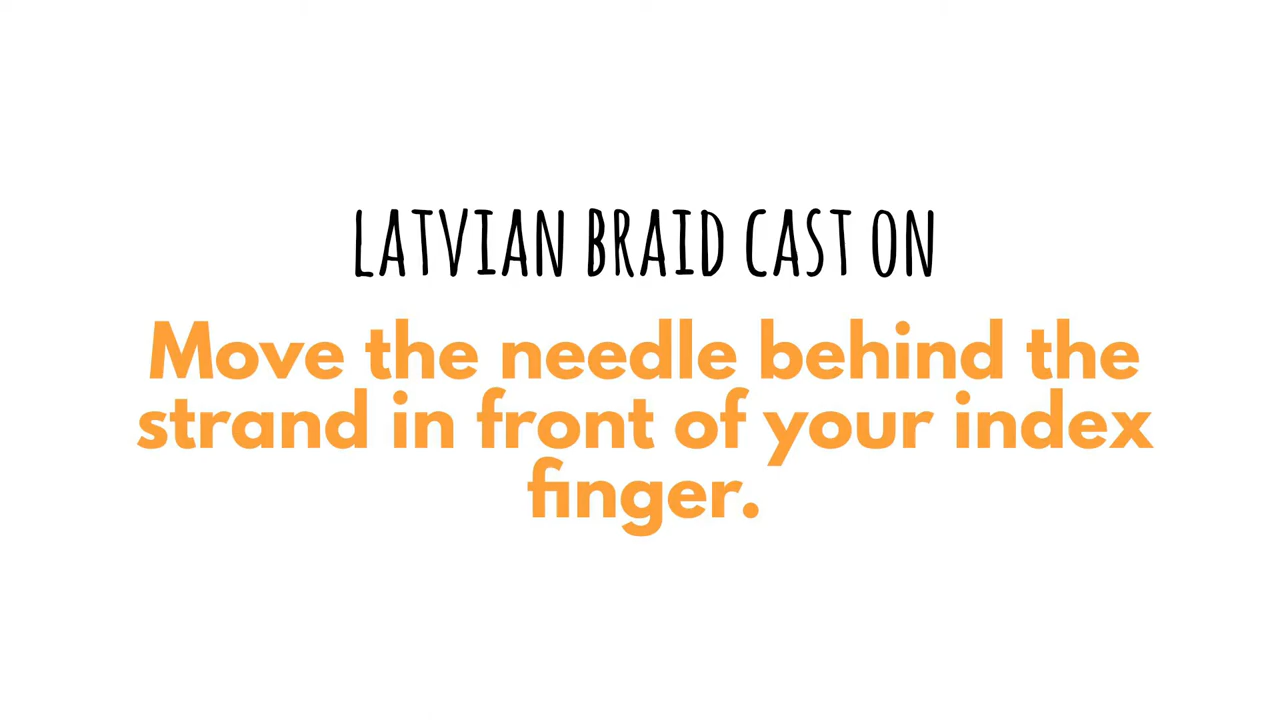 LATVIAN BRAID CAST ON
Move the needle behind the
strand in front of your index
finger.